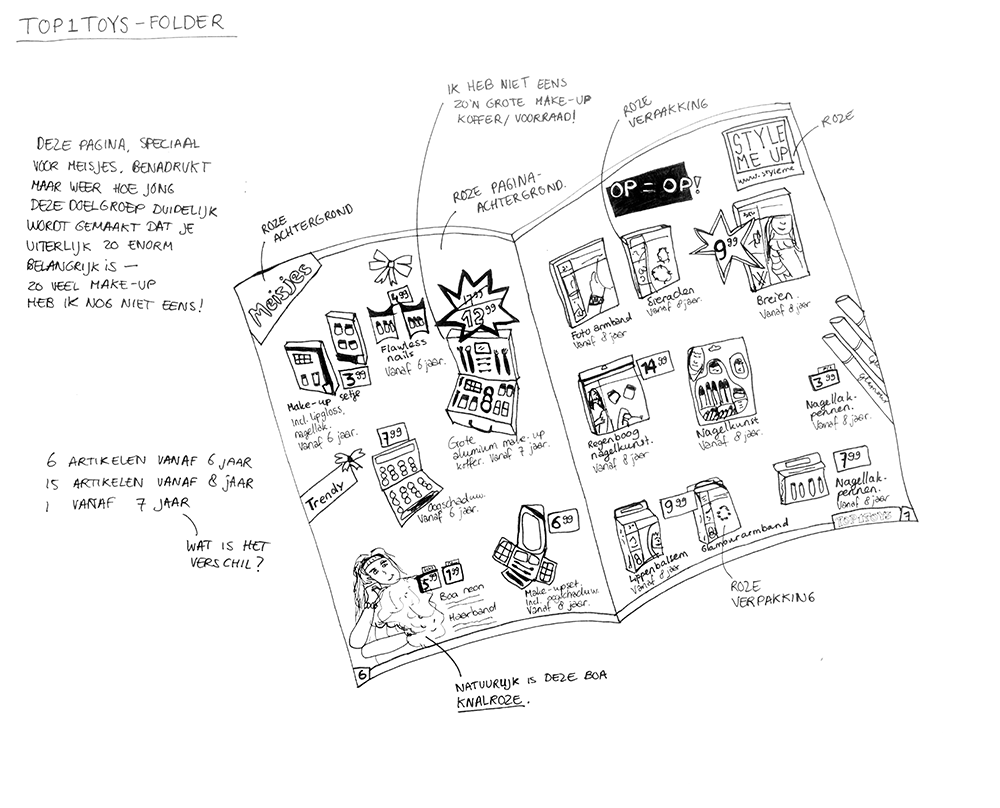 TOP1TOYS-FOLDER
DEZE PAGINA, SPECIAAL
VOOR MEISJES, BENADRUKT
MAAR WEER HOE JONG
DEZE DOELGROEP DUIDELIJK
WORDT GEMAAKT DAT JE
UITERLIJK ZO ENORM
BELANGRIJK IS —
ZO VEEL MAKE-UP
HEB IK NOG NIET EENS!
6 ARTIKELEN VANAF 6 JAAR
15 ARTIKELEN VANAF 8 JAAR
1 VANAF 7 JAAR
WAT IS HET
VERSCHIL?
ROZE
ACHTERGROND
IK HEB NIET EENS
ZO'N GROTE MAKE-UP
KOFFER/VOORRAAD!
ROZE PAGINA-
ACHTERGROND.
ROZE
VERPAKKING
ROZE
Meisjes
4.99
Flawless
nails
Vanaf 6 jaar.
3.99
Make-up setje
Incl. lipgloss,
nagellak.
Vanaf 6 jaar.
17.99
12.99
Grote
aluminium make-up
koffer. Vanaf 7 jaar.
7.99
Trendy
Oogschaduw.
Vanaf 6 jaar.
6.99
Make-upset.
Incl. oogschaduw.
Vanaf 8 jaar.
5.99
1.99
Boa neon
Haarband
6
NATUURLIJK IS DEZE BOA
KNALROZE.
STYLE
ME UP
www.styleme
OP = OP!
9.99
Foto armband
Vanaf 8 jaar.
Sieraden
Vanaf 8 jaar.
Breien.
Vanaf 8 jaar.
14.99
Regenboog
nagelkunst.
Vanaf 8 jaar.
Nagelkunst
Vanaf 8 jaar.
3.99
Nagellak-
pennen.
Vanaf 8 jaar.
glamour
7.99
Nagellak-
pennen.
Vanaf 8 jaar.
9.99
Lippenbalsem
Vanaf 8 jaar.
Glamourarmband
TOP1TOYS
7
ROZE
VERPAKKING